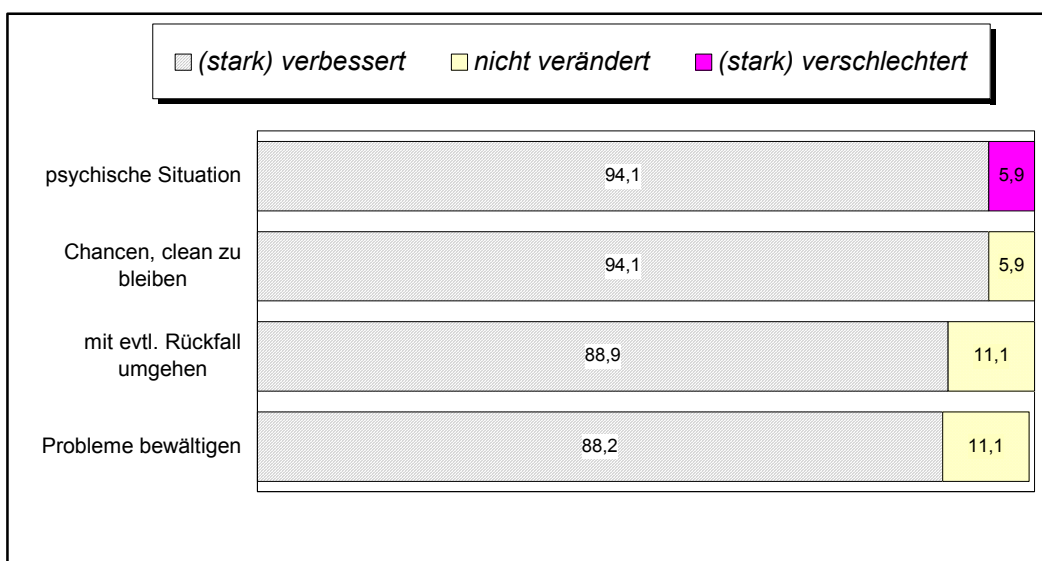 (stark) verbessert nicht verändert (stark) verschlechtert
psychische Situation 94,1 5,9
Chancen, clean zu
bleiben 94,1 5,9
mit evtl. Rückfall
umgehen 88,9 11,1
Probleme bewältigen 88,2 11,1